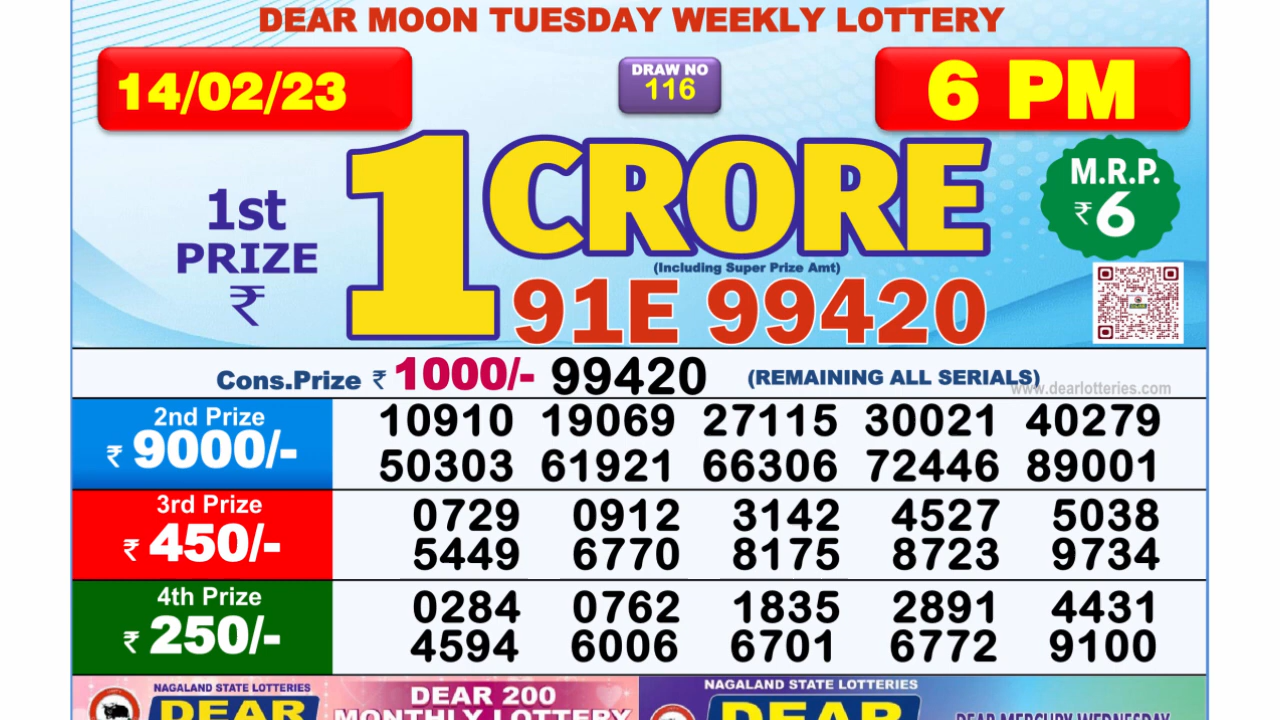 DEAR MOON TUESDAY WEEKLY LOTTERY
14/02/23
DRAW NO
116
6 PM
1st
PRIZE
₹
1 CRORE
(Including Super Prize Amt)
91E 99420
M.R.P.
₹ 6
Cons.Prize ₹ 1000/- 99420 (REMAINING ALL SERIALS)
www.dearlotteries.com
2nd Prize
₹ 9000/-
10910 19069 27115 30021 40279
50303 61921 66306 72446 89001
3rd Prize
₹ 450/-
0729 0912 3142 4527 5038
5449 6770 8175 8723 9734
4th Prize
₹ 250/-
0284 0762 1835 2891 4431
4594 6006 6701 6772 9100
NAGALAND STATE LOTTERIES
DEAR
DEAR 200
MONTHLY LOTTERY
NAGALAND STATE LOTTERIES
DEAR
DEAR MERCURY WEDNESDAY